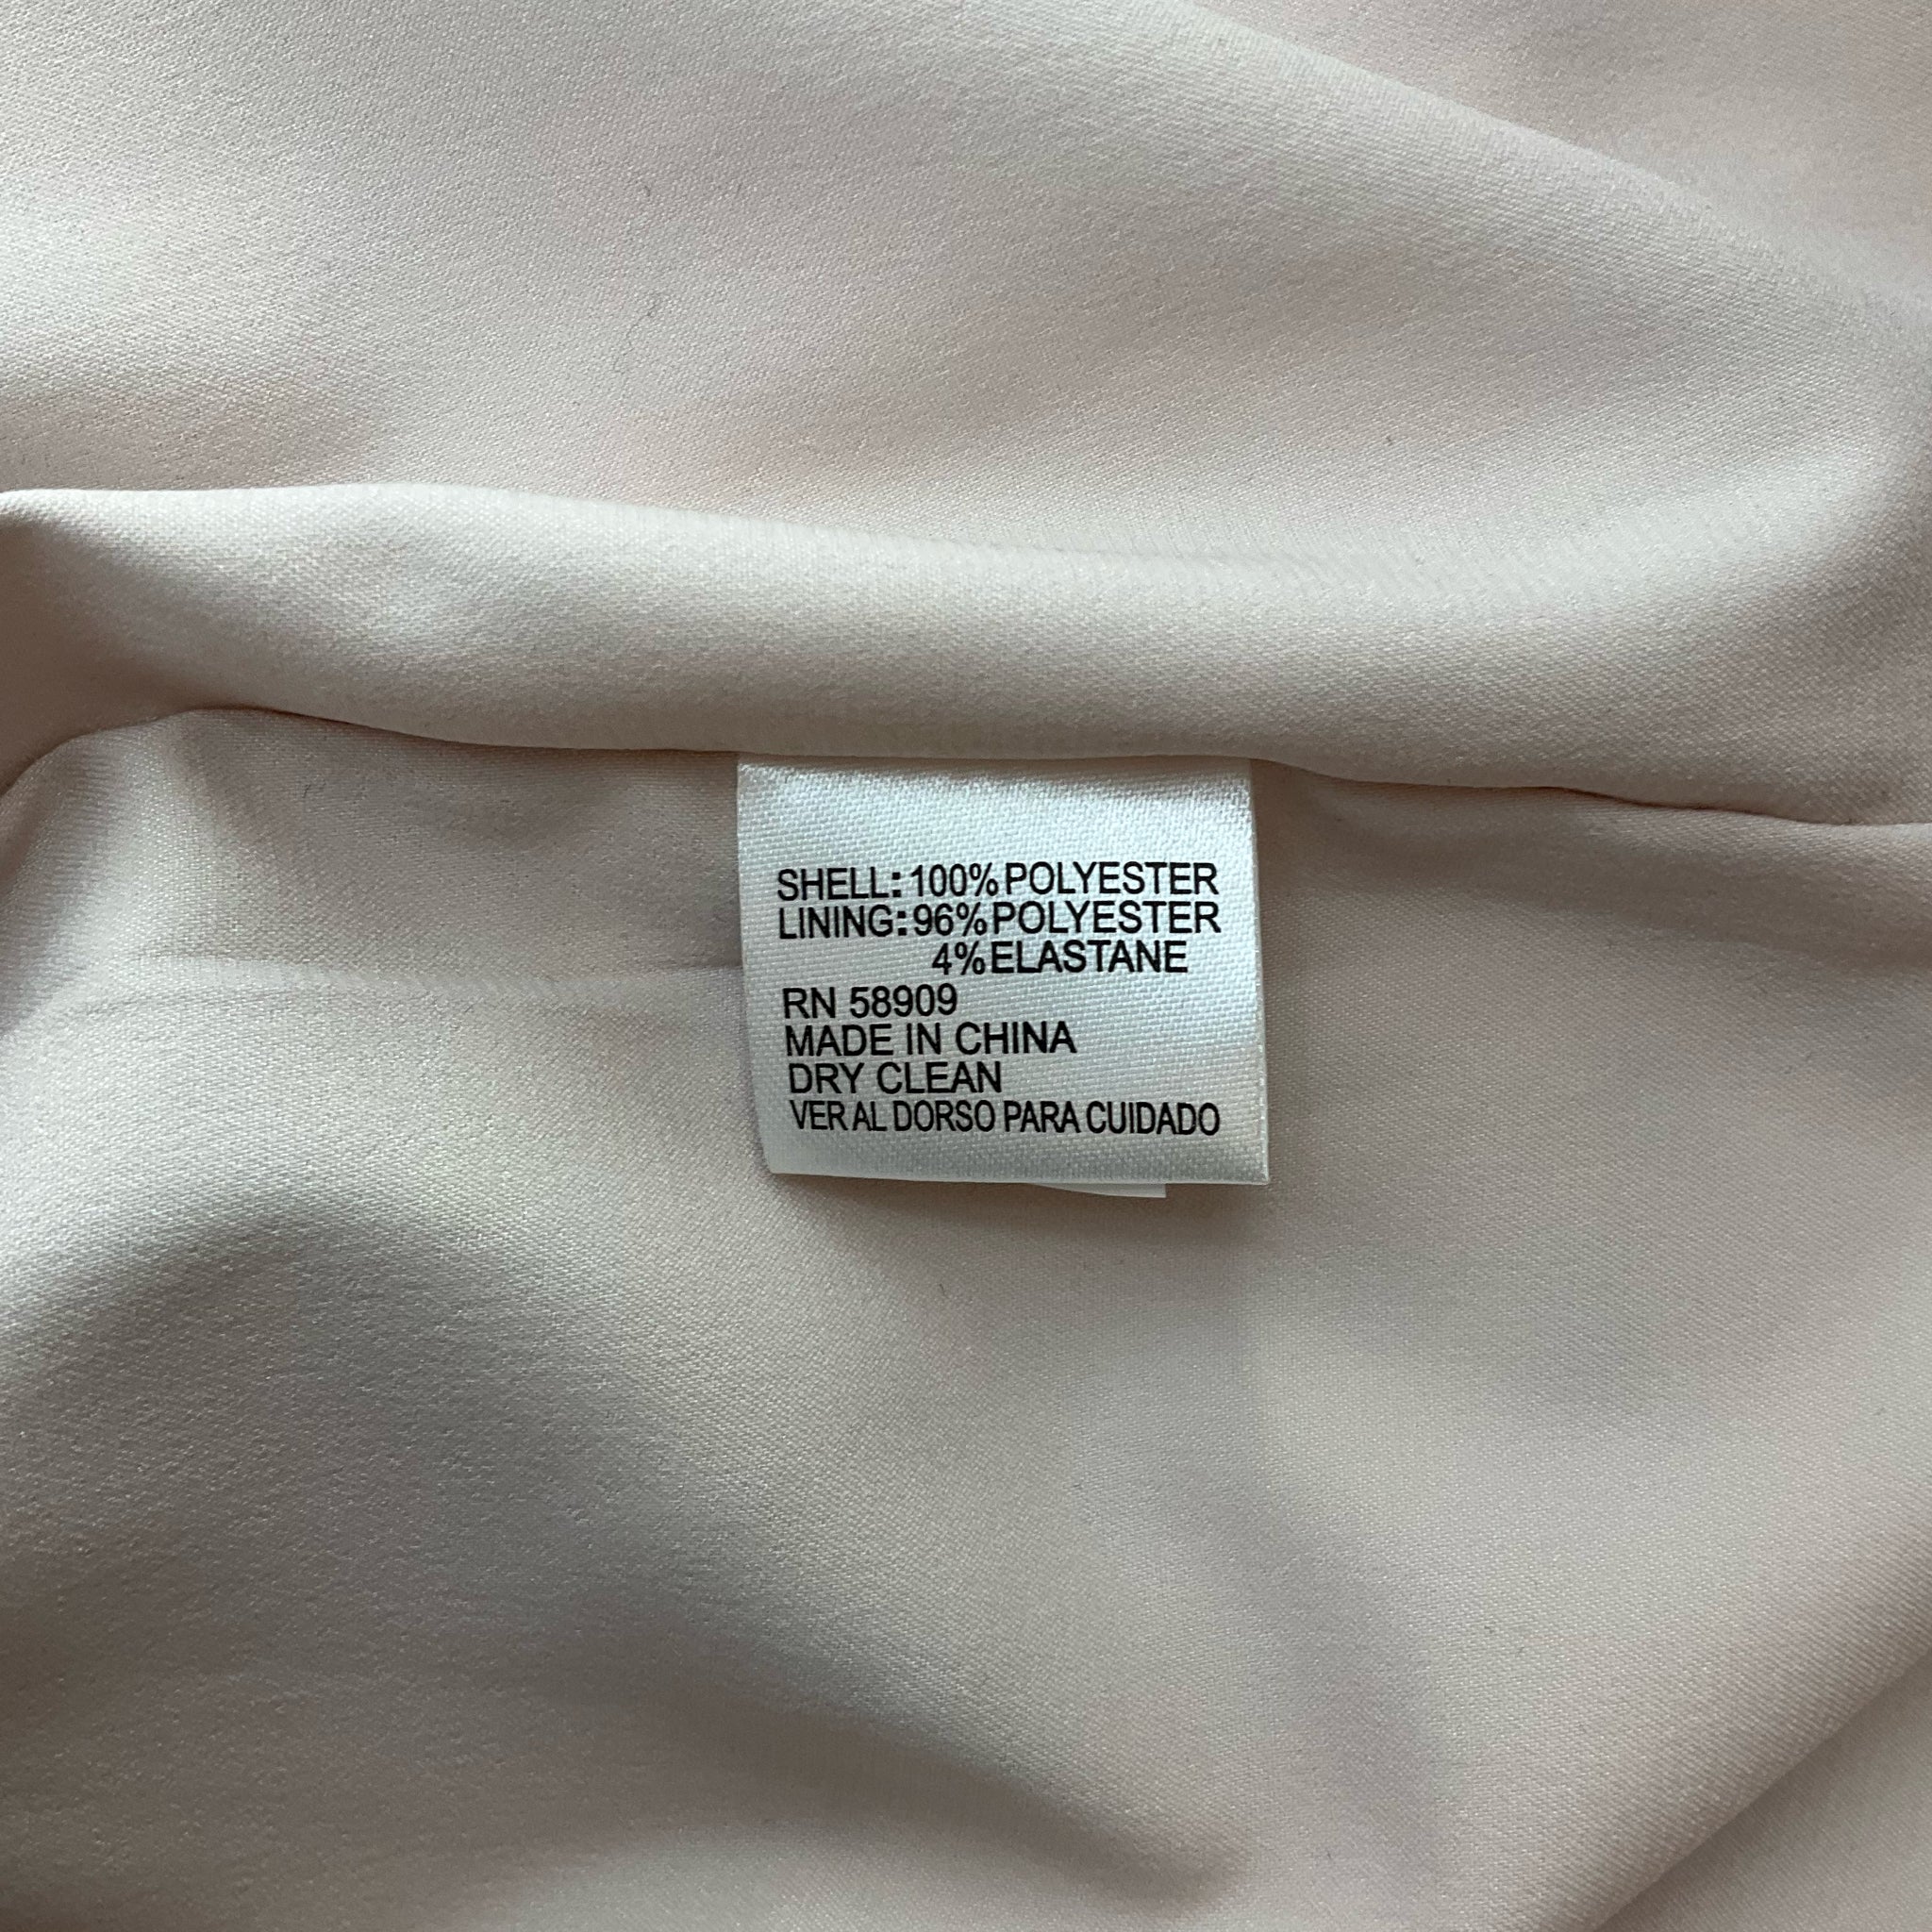 SHELL: 100% POLYESTER
LINING: 96% POLYESTER
4% ELASTANE
RN 58909
MADE IN CHINA
DRY CLEAN
VER AL DORSO PARA CUIDADO